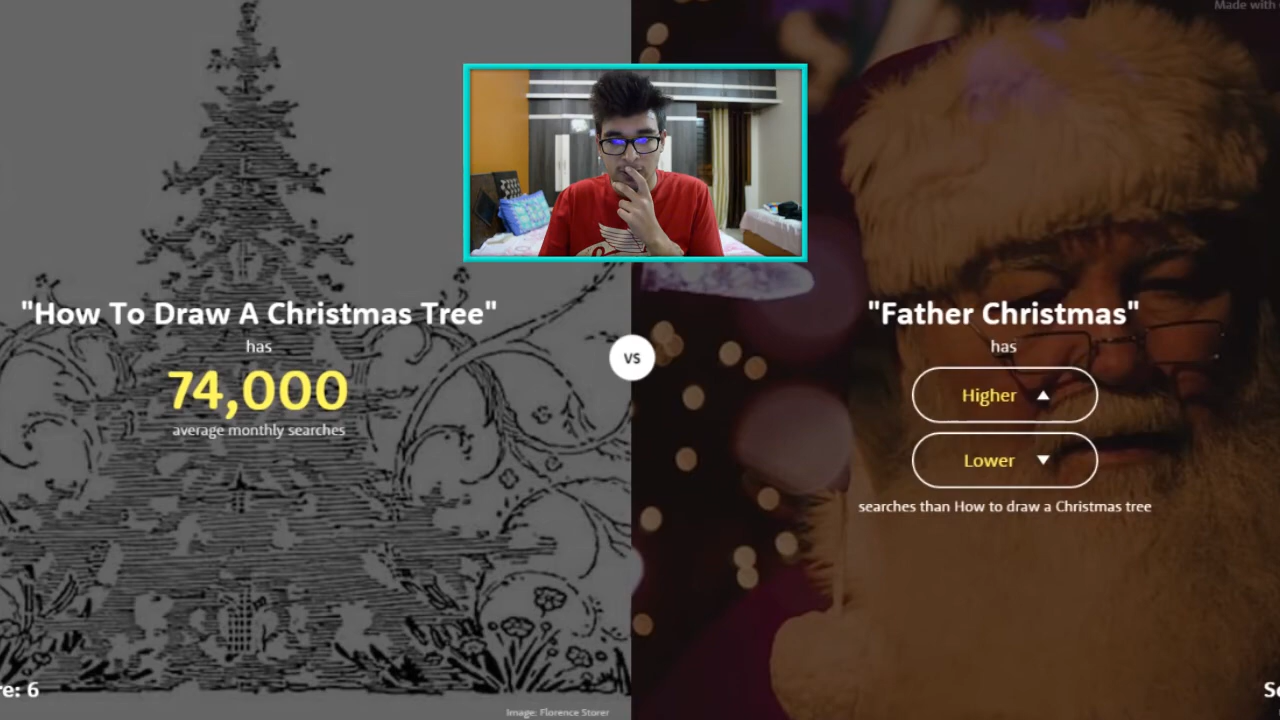 Made with
"How To Draw A Christmas Tree"
has
74,000
average monthly searches
re: 6
Image: Florence Storer
VS
"Father Christmas"
has
Higher
Lower
searches than How to draw a Christmas tree